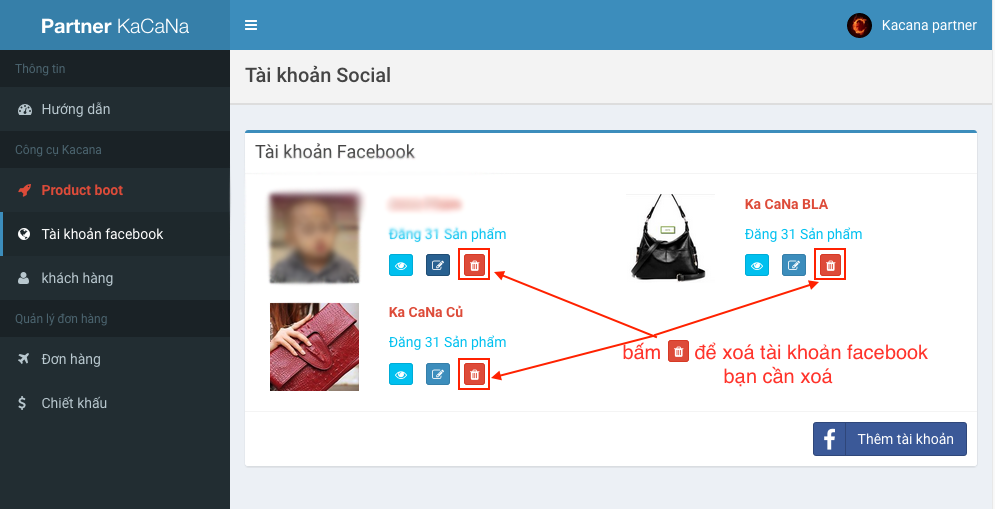 Partner KaCaNa
Kacana partner
Thông tin
Hướng dẫn
Công cụ Kacana
Product boot
Tài khoản facebook
khách hàng
Quản lý đơn hàng
Đơn hàng
Chiết khấu
Tài khoản Social
Tài khoản Facebook
Đăng 31 Sản phẩm
Ka CaNa BLA
Đăng 31 Sản phẩm
Ka CaNa Củ
Đăng 31 Sản phẩm
bấm để xoá tài khoản facebook
bạn cần xoá
f Thêm tài khoản